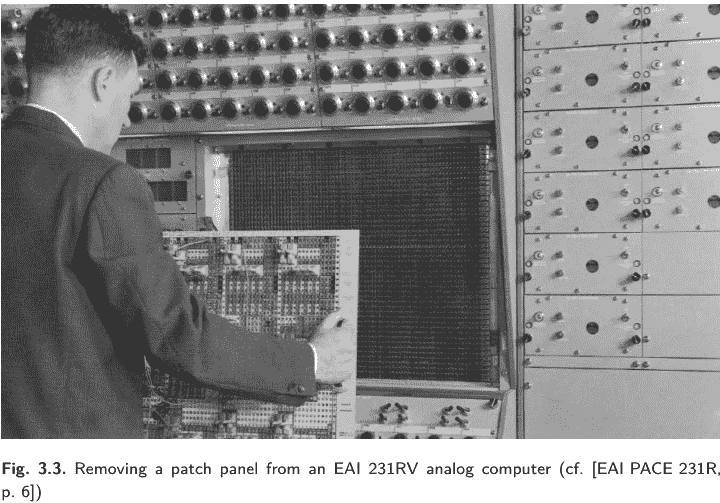 Fig. 3.3. Removing a patch panel from an EAI 231RV analog computer (cf. [EAI PACE 231R,
p. 6])